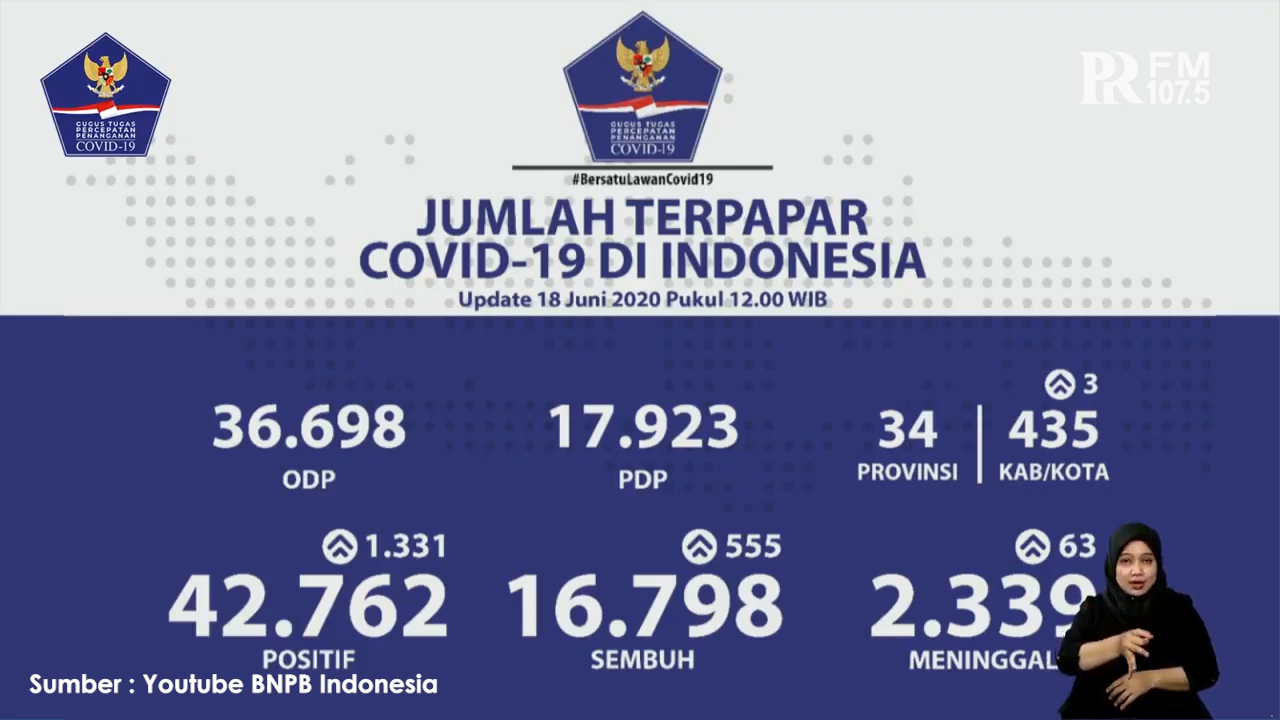 GUGUS TUGAS
PERCEPATAN
PENANGANAN
COVID-19
GUGUS TUGAS
PERCEPATAN
PENANGANAN
COVID-19
PR FM
107.5
#BersatuLawanCovid19
JUMLAH TERPAPAR
COVID-19 DI INDONESIA
Update 18 Juni 2020 Pukul 12.00 WIB
36.698
ODP
17.923
PDP
34
PROVINSI
3
435
KAB/KOTA
1.331
42.762
POSITIF
555
16.798
SEMBUH
63
2.339
MENINGGAL
Sumber : Youtube BNPB Indonesia